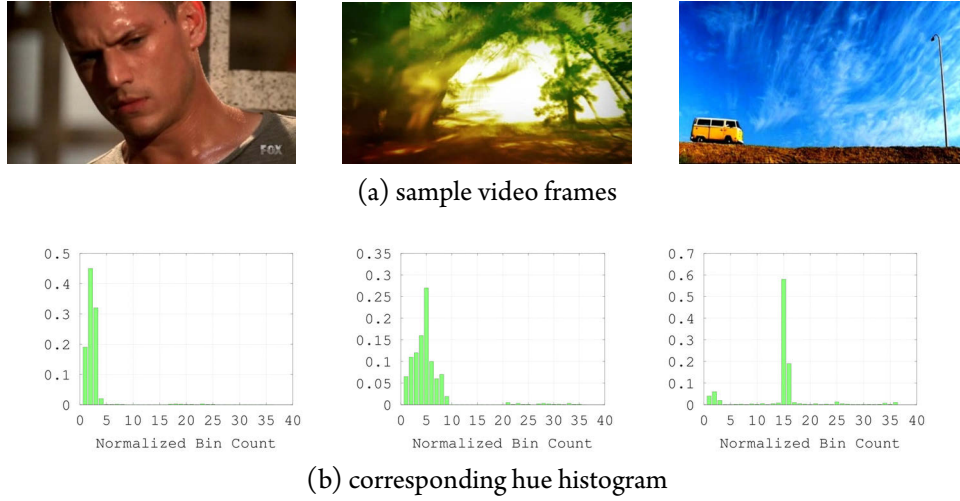 FOX
(a) sample video frames
0.5
0.4
0.3
0.2
0.1
0
0 5 10 15 20 25 30 35 40
Normalized Bin Count
0.35
0.3
0.25
0.2
0.15
0.1
0.05
0
0 5 10 15 20 25 30 35 40
Normalized Bin Count
0.7
0.6
0.5
0.4
0.3
0.2
0.1
0
0 5 10 15 20 25 30 35 40
Normalized Bin Count
(b) corresponding hue histogram